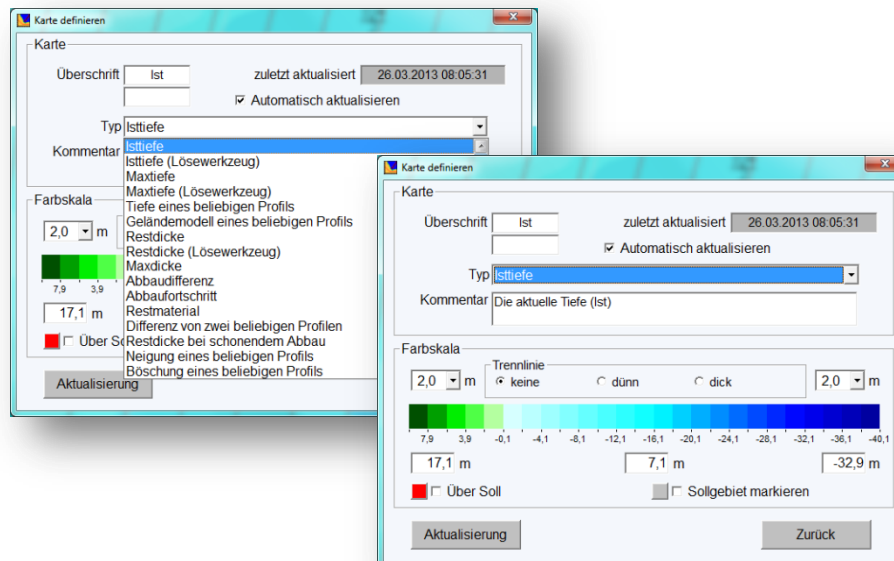 Karte definieren
Karte
Überschrift Ist zuletzt aktualisiert 26.03.2013 08:05:31
Automatisch aktualisieren
Typ Isttiefe
Kommentar
Isttiefe
Isttiefe (Lösewerkzeug)
Maxtiefe
Maxtiefe (Lösewerkzeug)
Tiefe eines beliebigen Profils
Geländemodell eines beliebigen Profils
Restdicke
Restdicke (Lösewerkzeug)
Maxdicke
Abbaudifferenz
Abbaufortschritt
Restmaterial
Differenz von zwei beliebigen Profilen
Restdicke bei schonendem Abbau
Neigung eines beliebigen Profils
Böschung eines beliebigen Profils
Farbskala
2,0 m
7,9 3,9
17,1 m
Über So
Aktualisierung
Karte definieren
Karte
Überschrift Ist zuletzt aktualisiert 26.03.2013 08:05:31
Automatisch aktualisieren
Typ Isttiefe
Kommentar Die aktuelle Tiefe (Ist)
Farbskala
Trennlinie
2,0 m keine dünn dick 2,0 m
7,9 3,9 -0,1 -4,1 -8,1 -12,1 -16,1 -20,1 -24,1 -28,1 -32,1 -36,1 -40,1
17,1 m 7,1 m -32,9 m
Über Soll Sollgebiet markieren
Aktualisierung Zurück